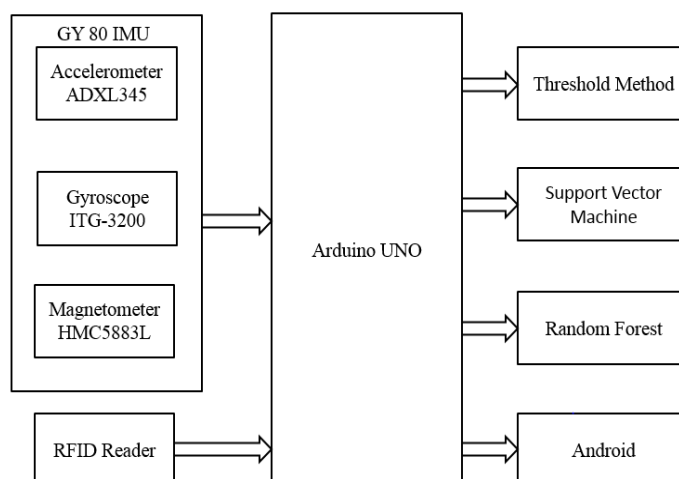 GY 80 IMU
Accelerometer
ADXL345
Gyroscope
ITG-3200
Magnetometer
HMC5883L
RFID Reader
Arduino UNO
Threshold Method
Support Vector
Machine
Random Forest
Android